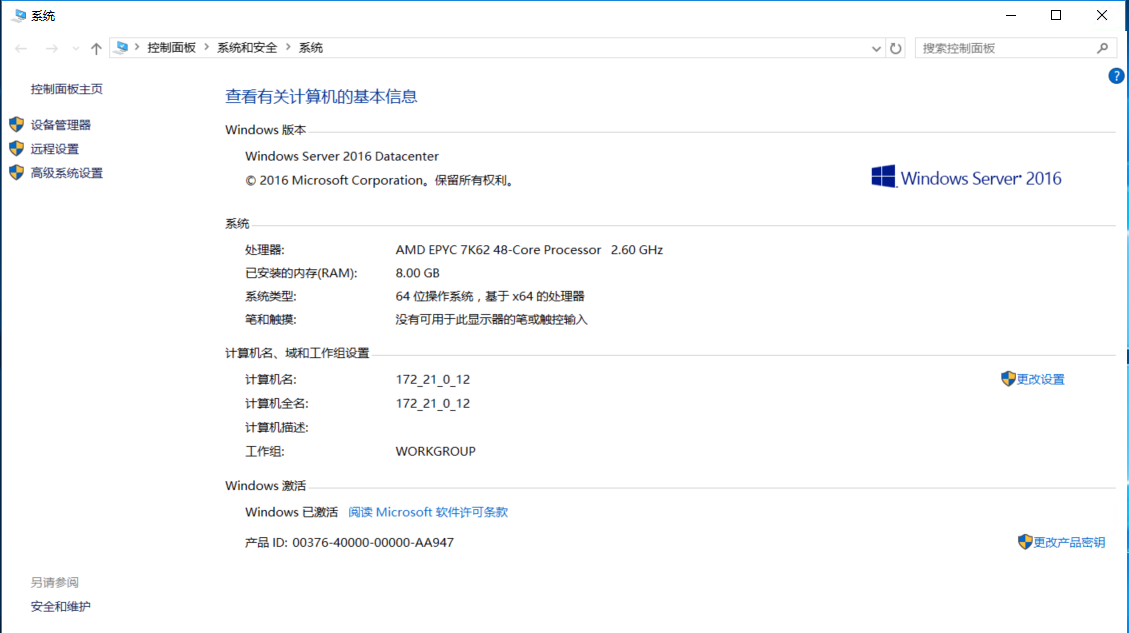 系统
控制面板 › 系统和安全 › 系统
搜索控制面板
控制面板主页
设备管理器
远程设置
高级系统设置
查看有关计算机的基本信息
Windows 版本
Windows Server 2016 Datacenter
© 2016 Microsoft Corporation。保留所有权利。
Windows Server 2016
系统
处理器: AMD EPYC 7K62 48-Core Processor 2.60 GHz
已安装的内存(RAM): 8.00 GB
系统类型: 64 位操作系统，基于 x64 的处理器
笔和触摸: 没有可用于此显示器的笔或触控输入
计算机名、域和工作组设置
计算机名: 172_21_0_12 更改设置
计算机全名: 172_21_0_12
计算机描述:
工作组: WORKGROUP
Windows 激活
Windows 已激活 阅读 Microsoft 软件许可条款
产品 ID: 00376-40000-00000-AA947 更改产品密钥
另请参阅
安全和维护